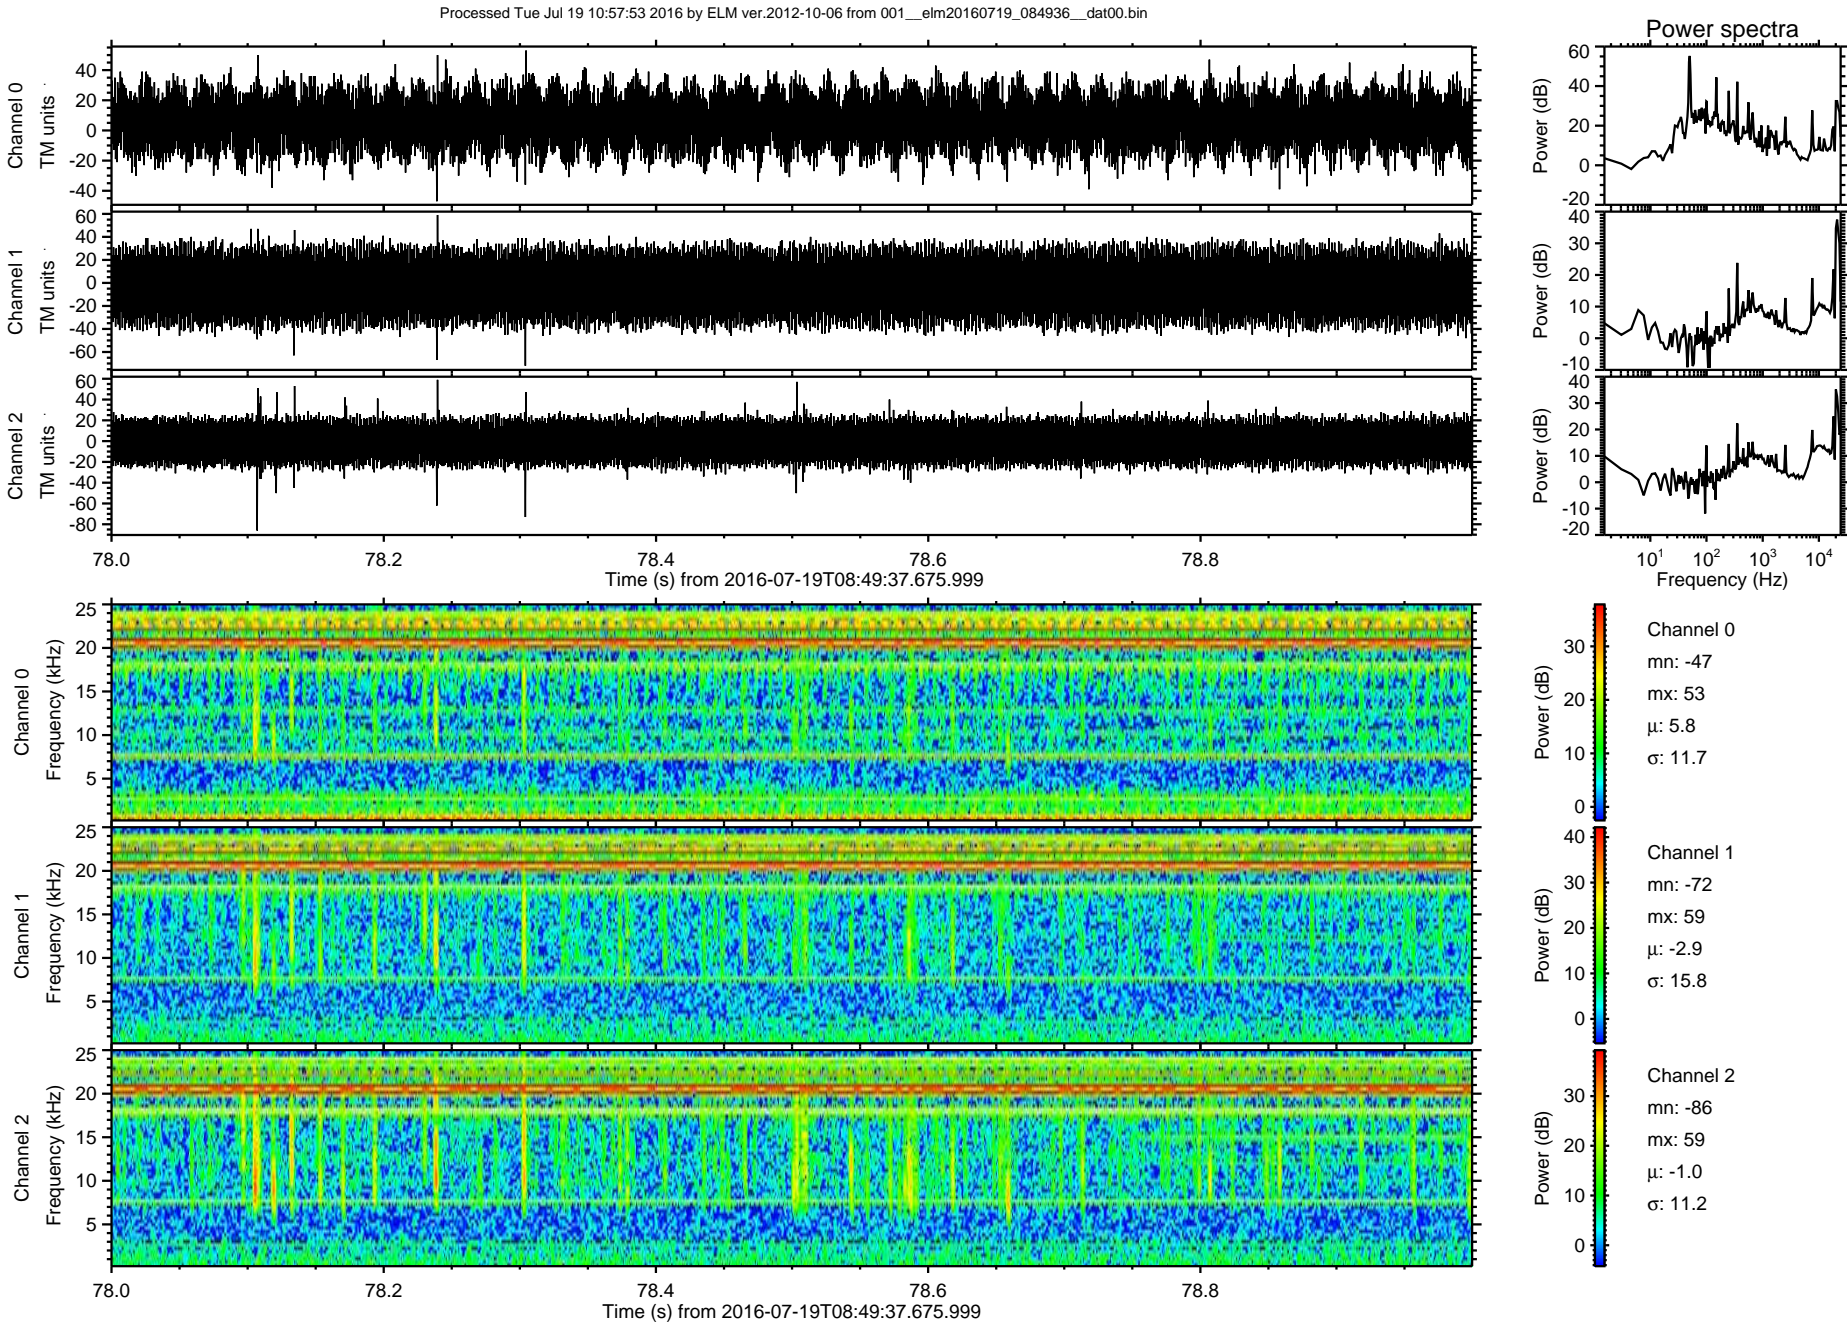 Processed Tue Jul 19 10:57:53 2016 by ELM ver.2012-10-06 from 001__elm20160719_084936__dat00.bin
Power spectra
Channel 0
TM units
40
20
0
-20
-40
Power (dB)
60
40
20
0
-20
Channel 1
TM units
60
40
20
0
-20
-40
-60
Power (dB)
40
30
20
10
0
-10
Channel 2
TM units
60
40
20
0
-20
-40
-60
-80
Power (dB)
40
30
20
10
0
-10
-20
78.0 78.2 78.4 78.6 78.8
Time (s) from 2016-07-19T08:49:37.675.999
10¹ 10² 10³ 10⁴
Frequency (Hz)
Channel 0
Frequency (kHz)
25
20
15
10
5
Power (dB)
30
20
10
0
Channel 0
mn: -47
mx: 53
μ: 5.8
σ: 11.7
Channel 1
Frequency (kHz)
25
20
15
10
5
Power (dB)
40
30
20
10
0
Channel 1
mn: -72
mx: 59
μ: -2.9
σ: 15.8
Channel 2
Frequency (kHz)
25
20
15
10
5
Power (dB)
30
20
10
0
Channel 2
mn: -86
mx: 59
μ: -1.0
σ: 11.2
78.0 78.2 78.4 78.6 78.8
Time (s) from 2016-07-19T08:49:37.675.999